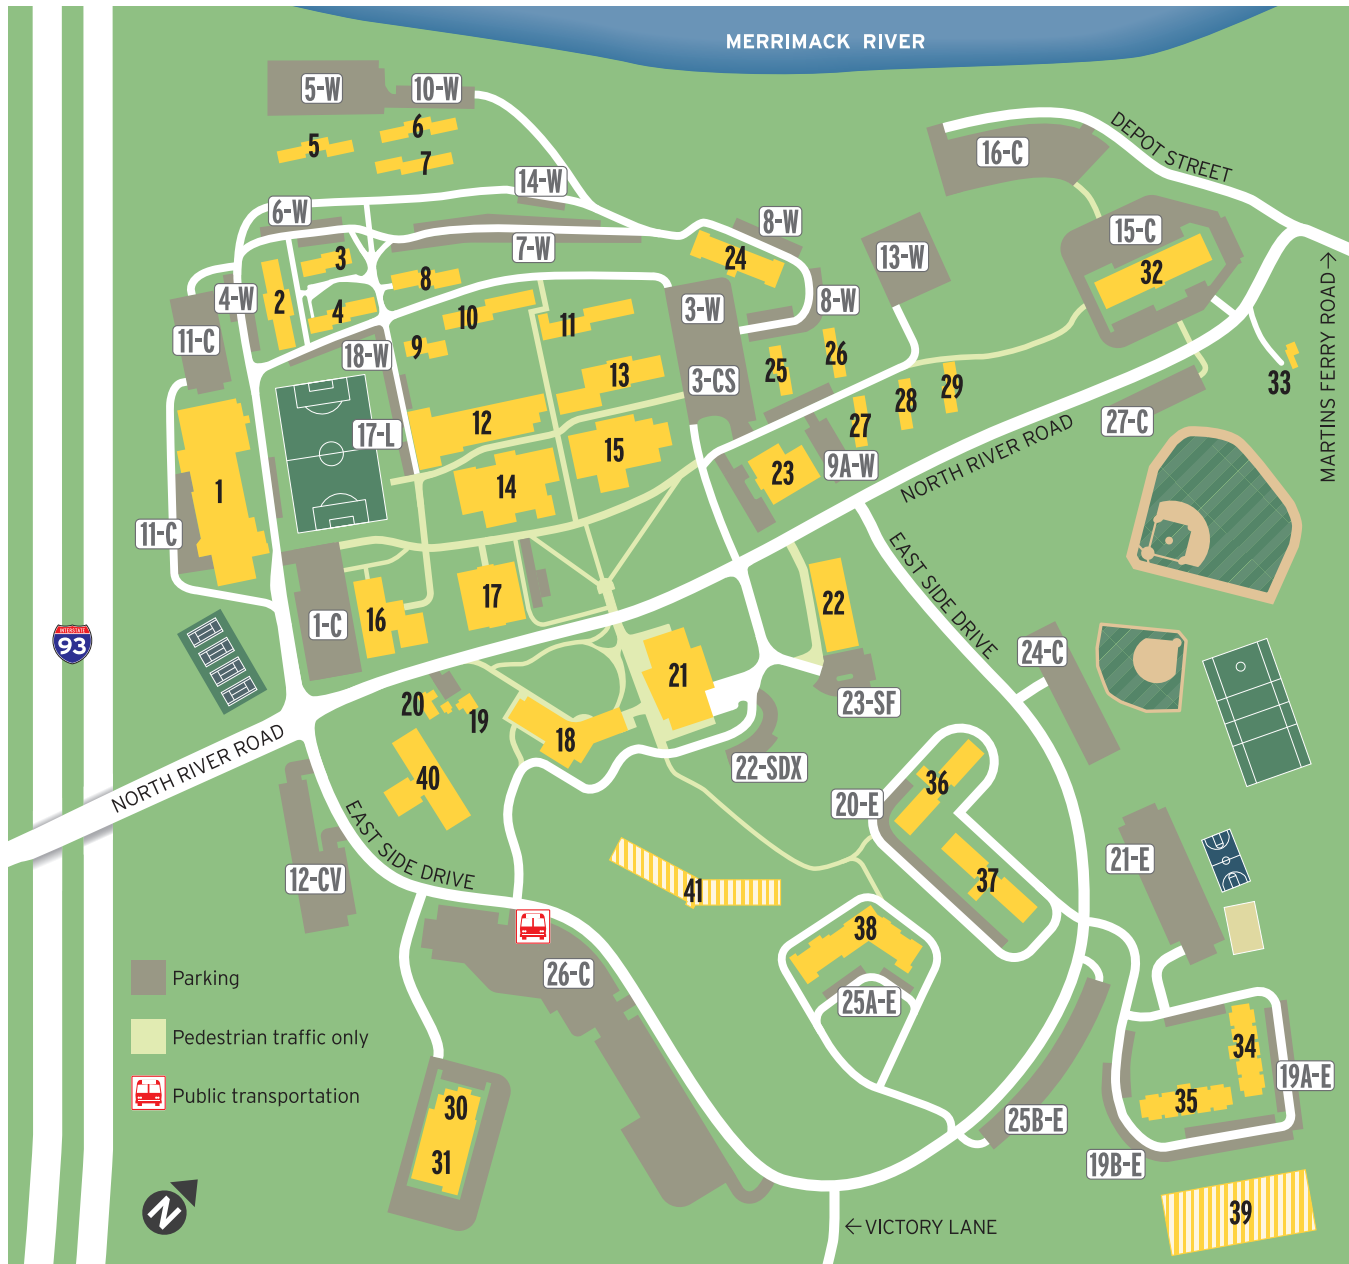 MERRIMACK RIVER
5-W
10-W
6
5
7
DEPOT STREET
16-C
14-W
6-W
8-W
15-C
7-W
3
24
13-W
32
8
4-W
2
4
3-W
8-W
10
11
MARTINS FERRY ROAD→
11-C
18-W
9
26
25
13
3-CS
29
33
28
12
17-L
27
27-C
15
23
9A-W
NORTH RIVER ROAD
1
14
11-C
EAST SIDE DRIVE
17
22
16
1-C
INTERSTATE
93
24-C
21
20
19
23-SF
18
NORTH RIVER ROAD
22-SDX
40
36
20-E
EAST SIDE DRIVE
12-CV
21-E
41
37
38
Parking
26-C
25A-E
Pedestrian traffic only
34
19A-E
Public transportation
30
35
25B-E
31
19B-E
N
←VICTORY LANE
39